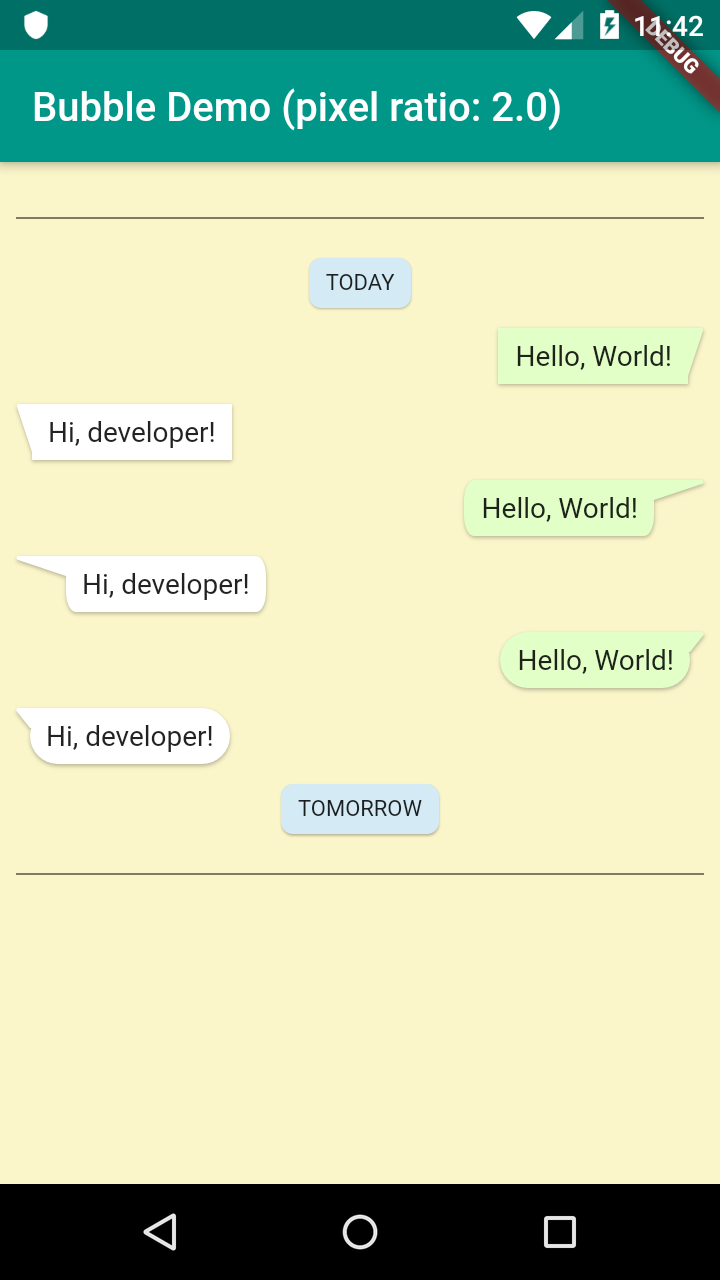 11:42
DEBUG
Bubble Demo (pixel ratio: 2.0)
TODAY
Hello, World!
Hi, developer!
Hello, World!
Hi, developer!
Hello, World!
Hi, developer!
TOMORROW